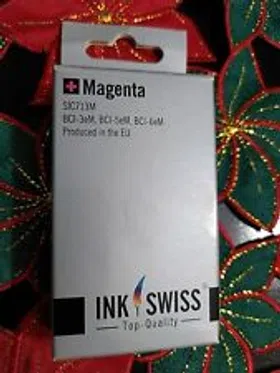 Magenta
SIC713M
BCI-3eM, BCI-5eM, BCI-6eM
Produced in the EU
INK SWISS
Top-Quality